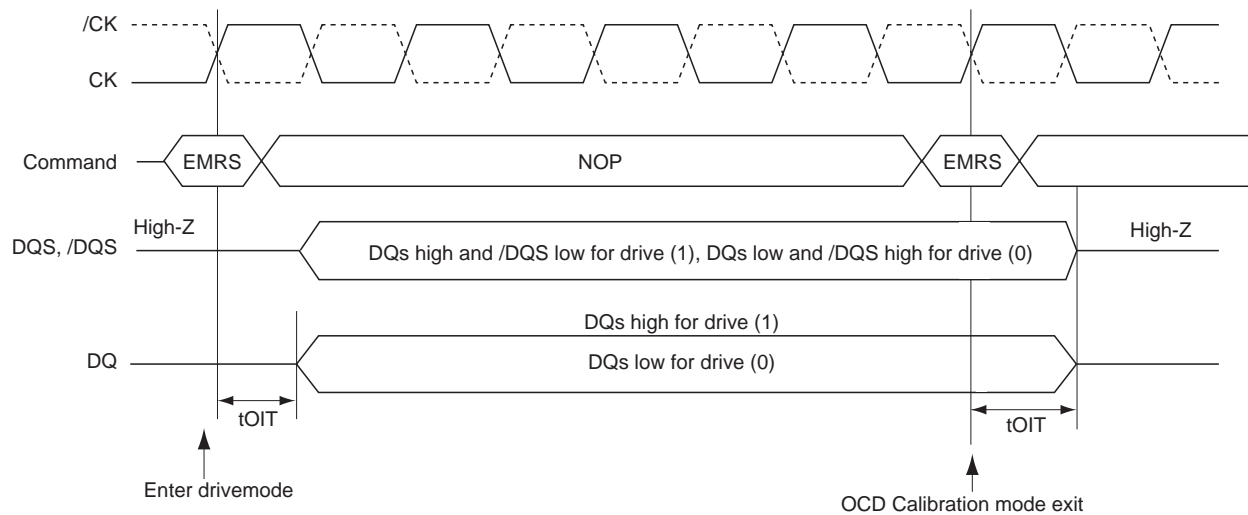 /CK
CK
Command
EMRS
NOP
EMRS
High-Z
High-Z
DQS, /DQS
DQs high and /DQS low for drive (1), DQs low and /DQS high for drive (0)
DQs high for drive (1)
DQ
DQs low for drive (0)
tOIT
tOIT
Enter drivemode
OCD Calibration mode exit